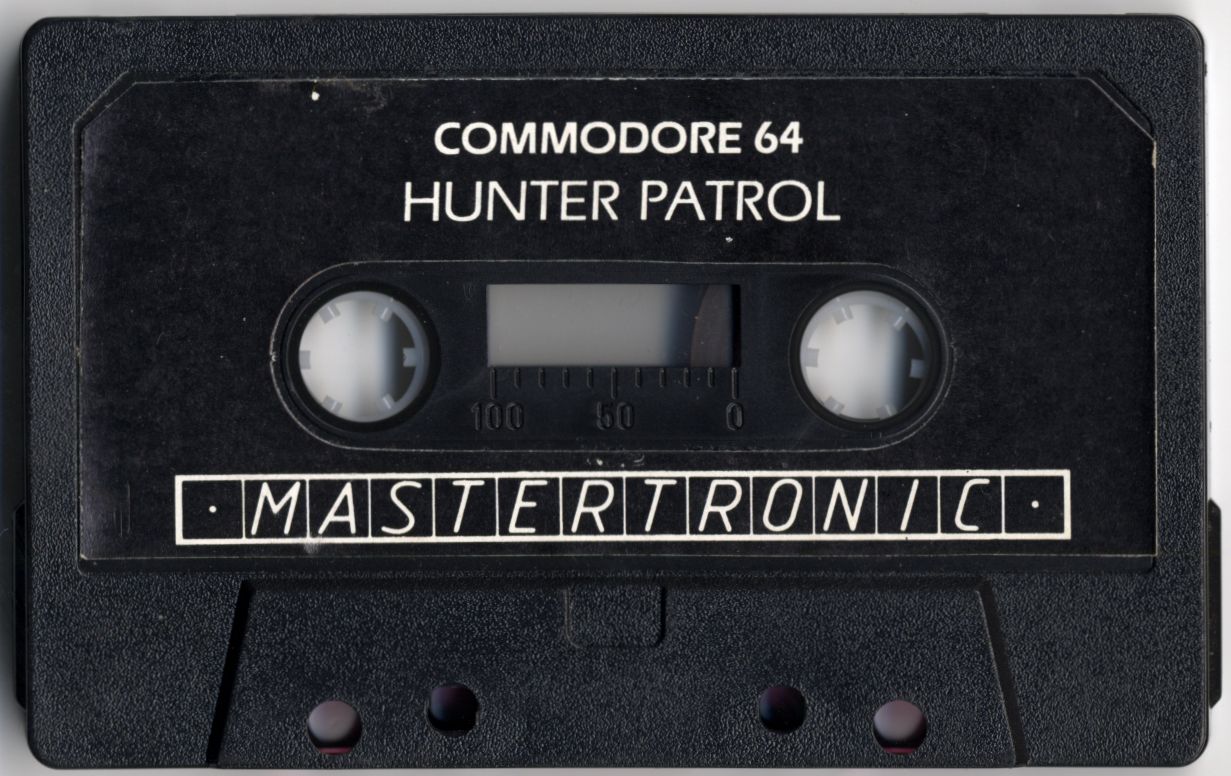 COMMODORE 64
HUNTER PATROL
100 50 0
· MASTERTRONIC ·